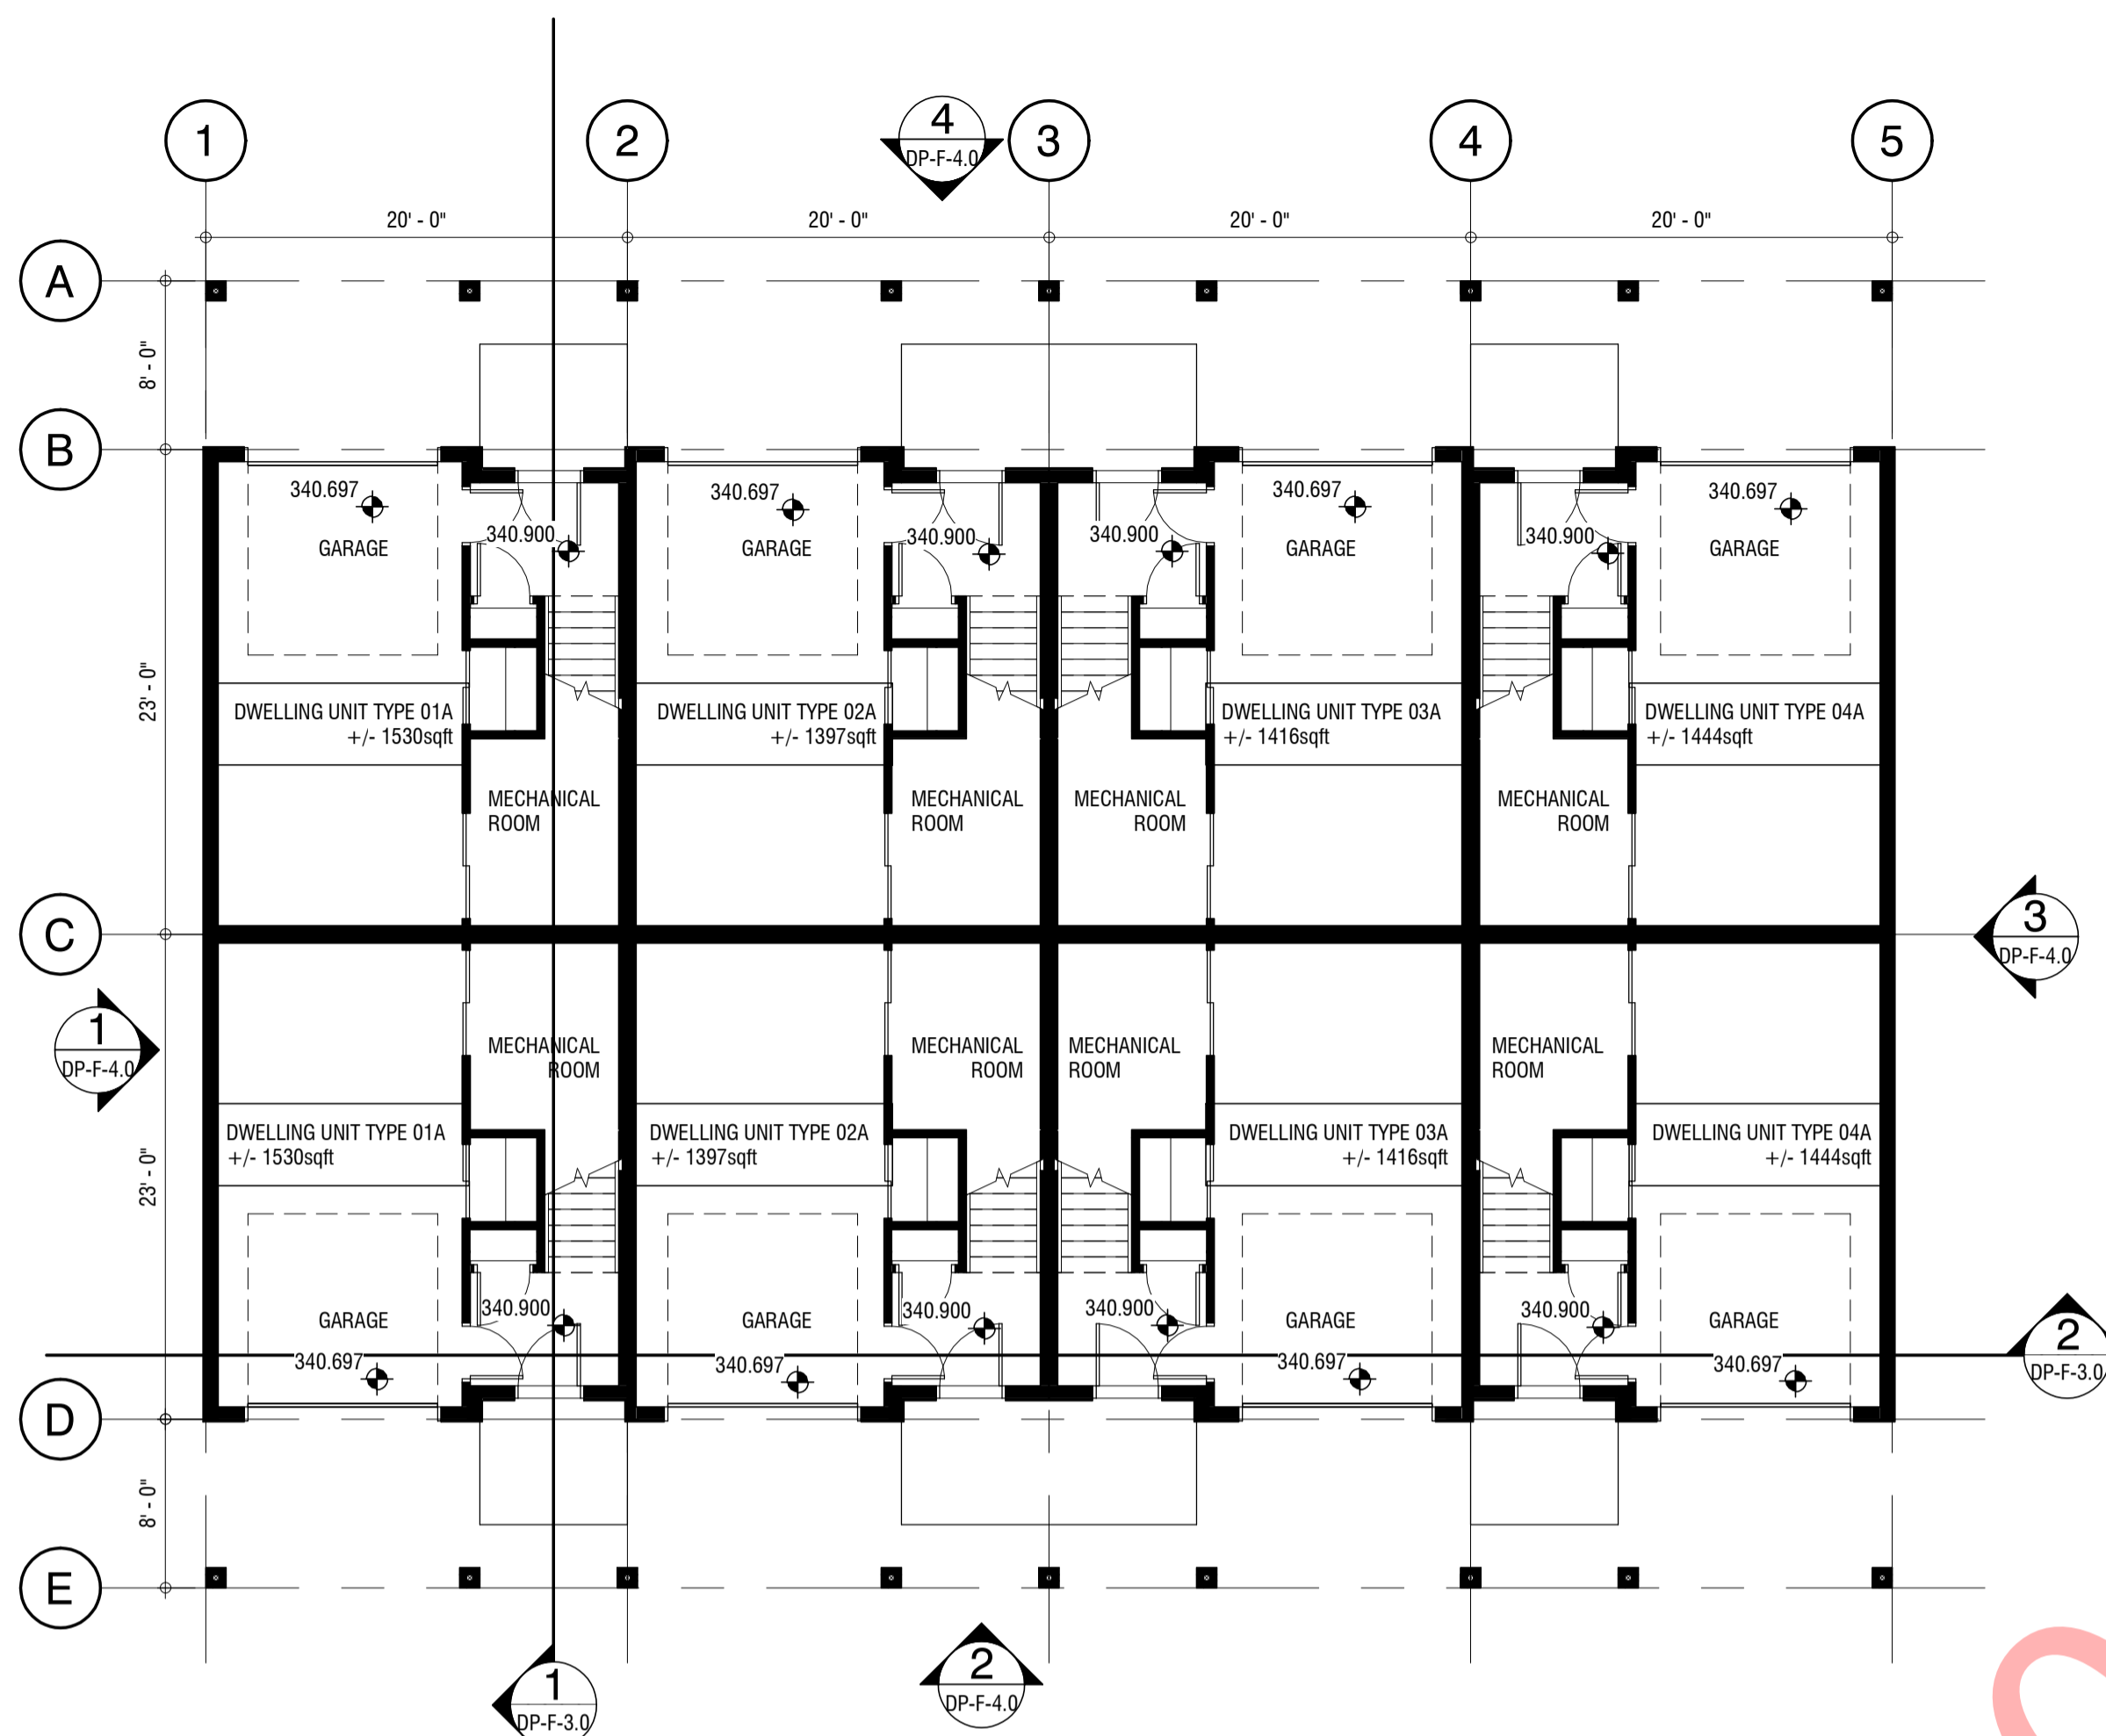 1
2
4
DP-F-4.0
3
4
5
20' - 0"
20' - 0"
20' - 0"
20' - 0"
A
8' - 0"
B
340.697
GARAGE
340.900
340.697
GARAGE
340.900
340.900
340.697
GARAGE
340.900
340.697
GARAGE
23' - 0"
DWELLING UNIT TYPE 01A
+/- 1530sqft
DWELLING UNIT TYPE 02A
+/- 1397sqft
DWELLING UNIT TYPE 03A
+/- 1416sqft
DWELLING UNIT TYPE 04A
+/- 1444sqft
MECHANICAL
ROOM
MECHANICAL
ROOM
MECHANICAL
ROOM
MECHANICAL
ROOM
C
3
DP-F-4.0
1
DP-F-4.0
MECHANICAL
ROOM
MECHANICAL
ROOM
MECHANICAL
ROOM
MECHANICAL
ROOM
23' - 0"
DWELLING UNIT TYPE 01A
+/- 1530sqft
DWELLING UNIT TYPE 02A
+/- 1397sqft
DWELLING UNIT TYPE 03A
+/- 1416sqft
DWELLING UNIT TYPE 04A
+/- 1444sqft
GARAGE
340.900
340.697
GARAGE
340.900
340.697
340.900
GARAGE
340.697
340.900
GARAGE
340.697
2
DP-F-3.0
D
8' - 0"
E
1
DP-F-3.0
2
DP-F-4.0